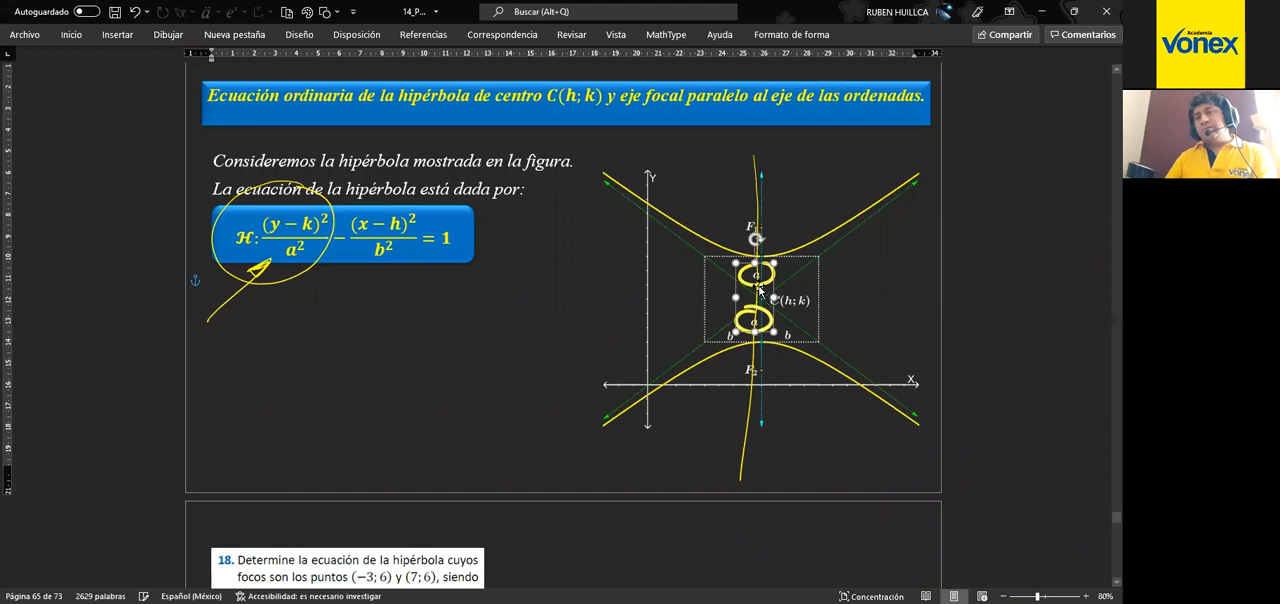 Autoguardado
14_P...
Buscar (Alt+Q)
RUBEN HUILLCA
Archivo Inicio Insertar Dibujar Nueva pestaña Diseño Disposición Referencias Correspondencia Revisar Vista MathType Ayuda Formato de forma
Compartir Comentarios
Academia
Vonex
Ecuación ordinaria de la hipérbola de centro C(h; k) y eje focal paralelo al eje de las ordenadas.
Consideremos la hipérbola mostrada en la figura.
La ecuación de la hipérbola está dada por:
ℋ: (y − k)²/a² − (x − h)²/b² = 1
Y
F₁
a
C(h; k)
a
b b
F₂
X
18. Determine la ecuación de la hipérbola cuyos
focos son los puntos (−3; 6) y (7; 6), siendo
Página 65 de 73 2629 palabras Español (México) Accesibilidad: es necesario investigar Concentración 80%